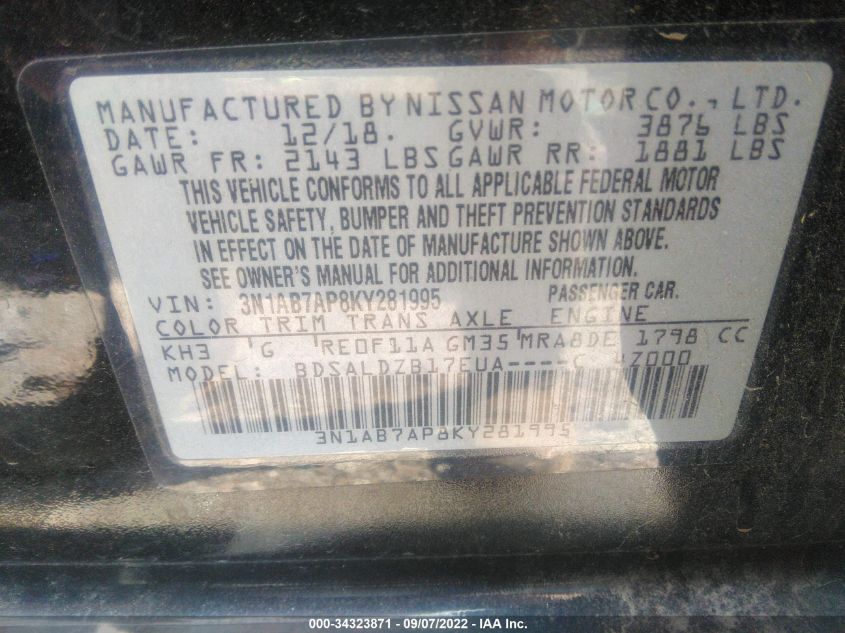 MANUFACTURED BY NISSAN MOTOR CO., LTD.
DATE: 12/18. GVWR: 3876 LBS
GAWR FR: 2143 LBS GAWR RR: 1881 LBS
THIS VEHICLE CONFORMS TO ALL APPLICABLE FEDERAL MOTOR
VEHICLE SAFETY, BUMPER AND THEFT PREVENTION STANDARDS
IN EFFECT ON THE DATE OF MANUFACTURE SHOWN ABOVE.
SEE OWNER'S MANUAL FOR ADDITIONAL INFORMATION.
VIN: 3N1AB7AP8KY281995 PASSENGER CAR.
COLOR TRIM TRANS AXLE ENGINE
KH3 G RE0F11A GM35 MRA8DE 1798 CC
MODEL: BDSALDZB17EUA----C UZ000
3N1AB7AP8KY281995
000-34323871 - 09/07/2022 - IAA Inc.